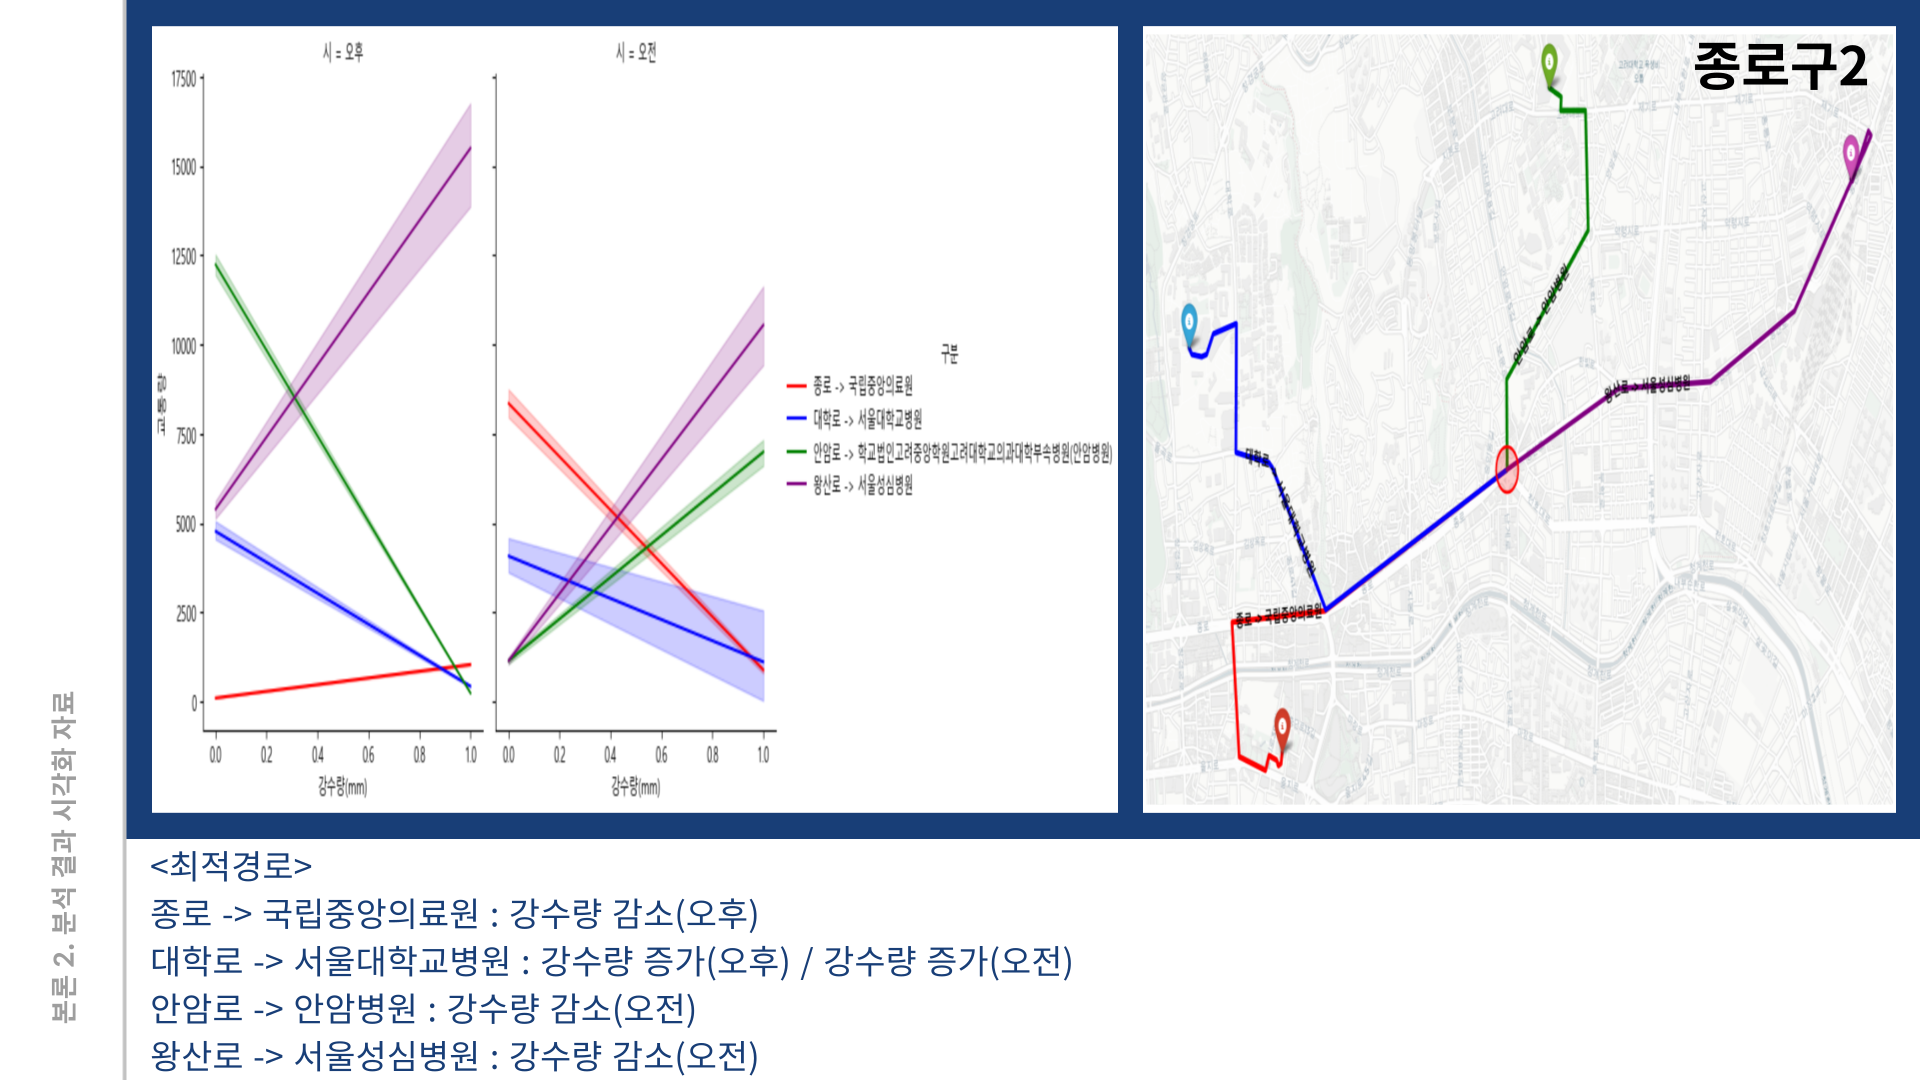 본론 2. 분석 결과 시각화 자료
시 = 오후
시 = 오전
교통량
17500
15000
12500
10000
7500
5000
2500
0
0.0 0.2 0.4 0.6 0.8 1.0
강수량(mm)
0.0 0.2 0.4 0.6 0.8 1.0
강수량(mm)
구분
종로 -> 국립중앙의료원
대학로 -> 서울대학교병원
안암로 -> 학교법인고려중앙학원고려대학교의과대학부속병원(안암병원)
왕산로 -> 서울성심병원
종로구2
안암로 -> 안암병원
왕산로 -> 서울성심병원
대학로 -> 서울대학교병원
종로 -> 국립중앙의료원
<최적경로>
종로 -> 국립중앙의료원 : 강수량 감소(오후)
대학로 -> 서울대학교병원 : 강수량 증가(오후) / 강수량 증가(오전)
안암로 -> 안암병원 : 강수량 감소(오전)
왕산로 -> 서울성심병원 : 강수량 감소(오전)